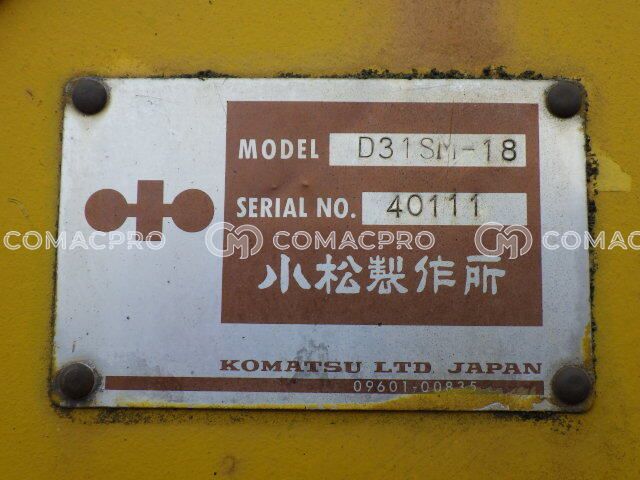 MODEL D31SM-18
SERIAL NO. 40111
COMACPRO COMACPRO COMAC
小松製作所
KOMATSU LTD. JAPAN
09601-00835